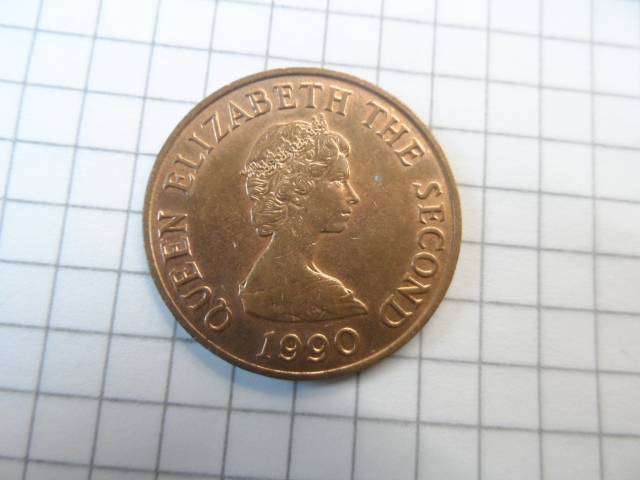 QUEEN ELIZABETH THE SECOND
1990